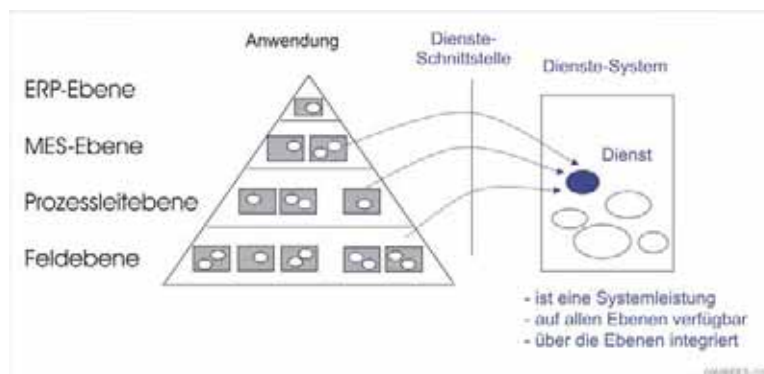 Anwendung
Dienste-
Schnittstelle
Dienste-System
ERP-Ebene
MES-Ebene
Prozessleitebene
Feldebene
Dienst
- ist eine Systemleistung
- auf allen Ebenen verfügbar
- über die Ebenen integriert